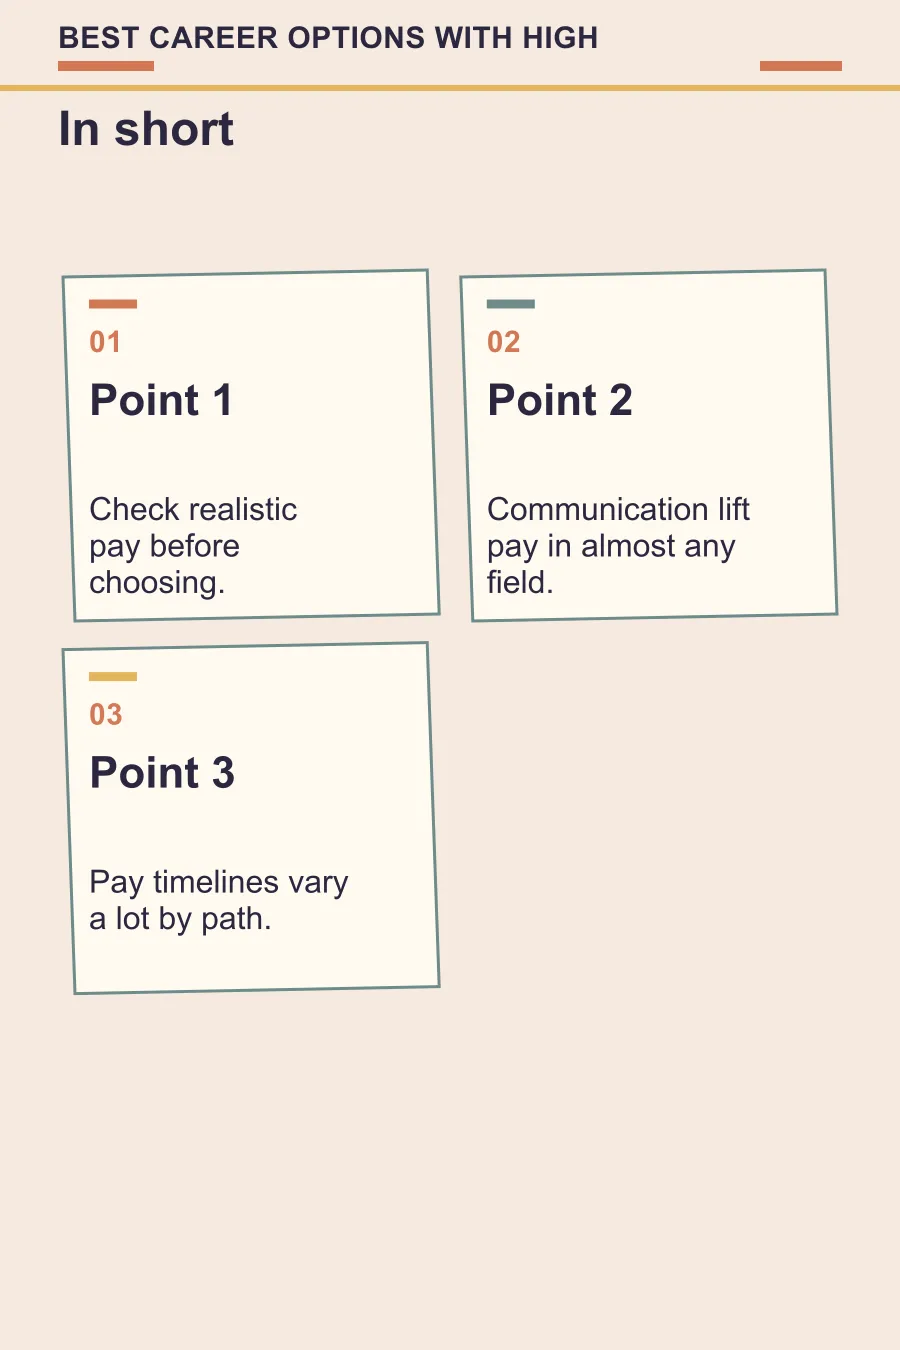 BEST CAREER OPTIONS WITH HIGH
In short
01
Point 1
Check realistic
pay before
choosing.
02
Point 2
Communication lift
pay in almost any
field.
03
Point 3
Pay timelines vary
a lot by path.